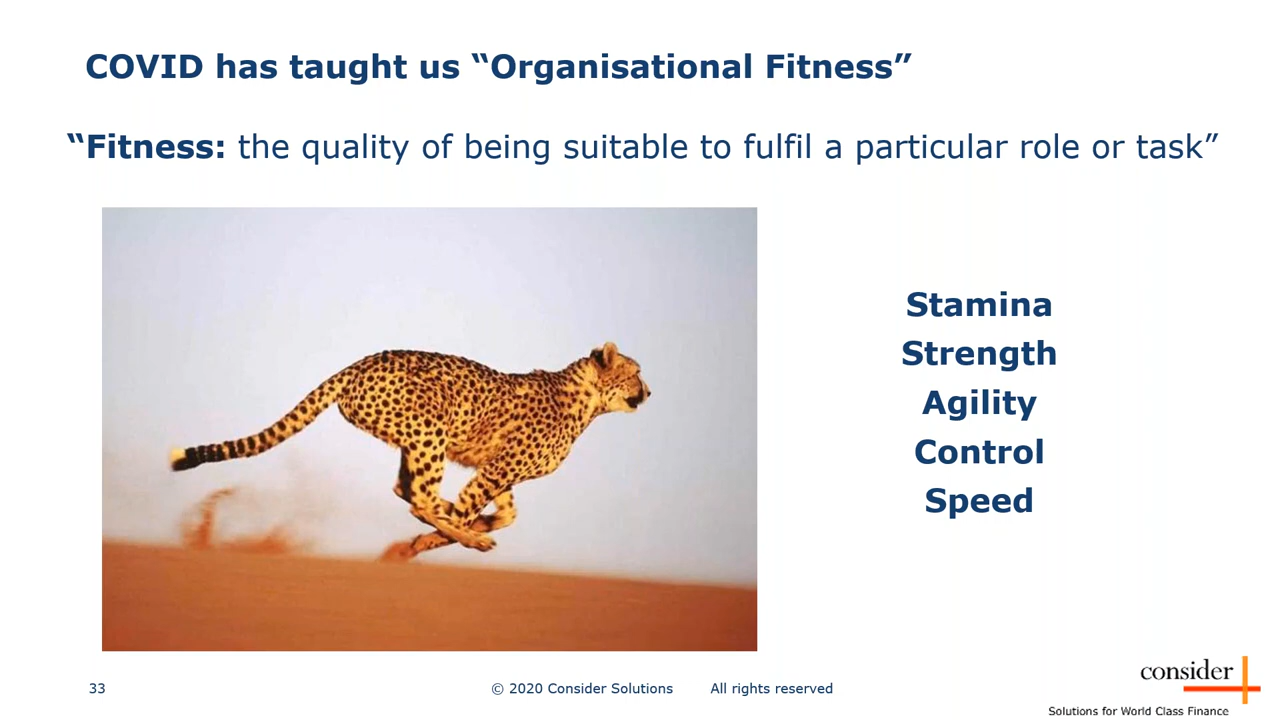 COVID has taught us “Organisational Fitness”
“Fitness: the quality of being suitable to fulfil a particular role or task”
Stamina
Strength
Agility
Control
Speed
33
© 2020 Consider Solutions All rights reserved
consider
Solutions for World Class Finance